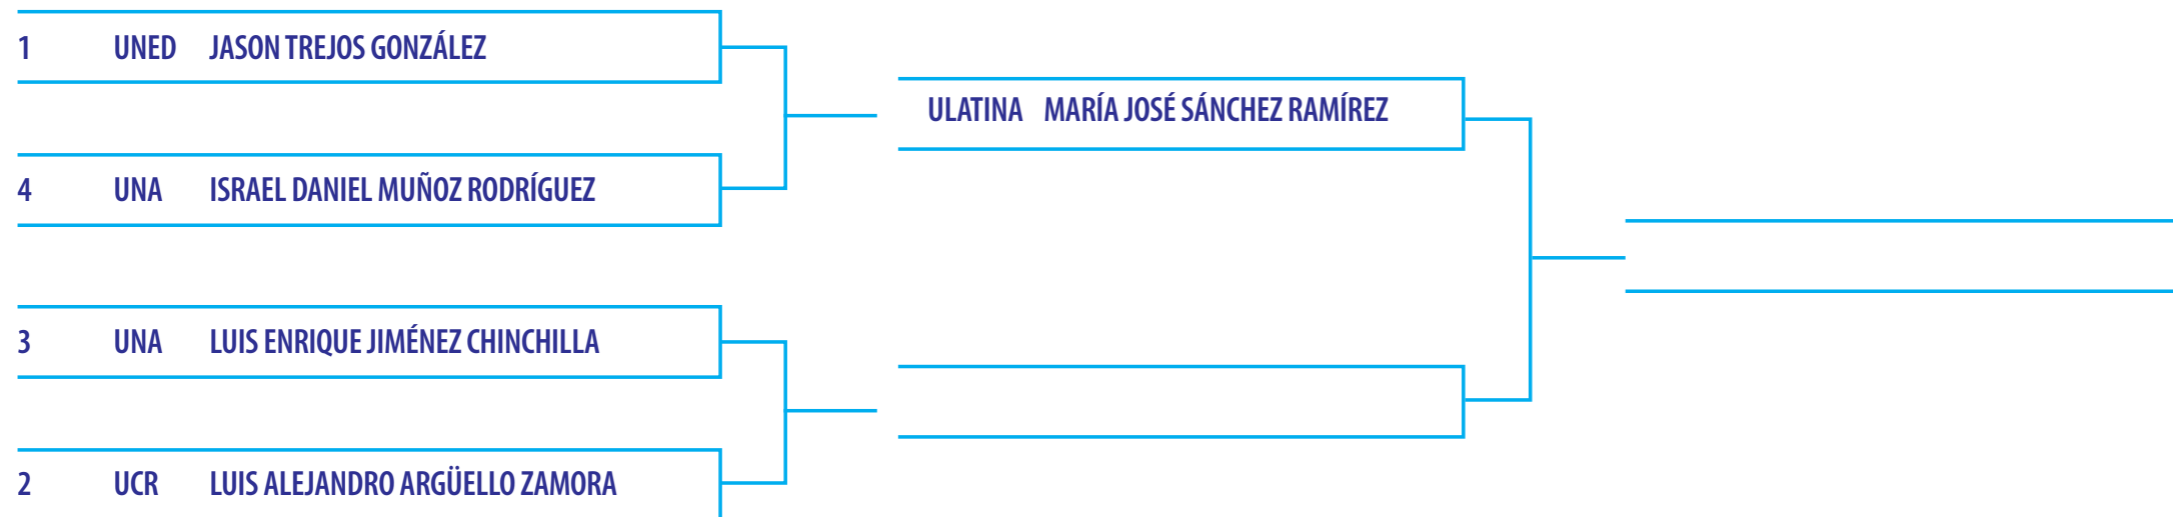 1 UNED JASON TREJOS GONZÁLEZ
ULATINA MARÍA JOSÉ SÁNCHEZ RAMÍREZ
4 UNA ISRAEL DANIEL MUÑOZ RODRÍGUEZ
3 UNA LUIS ENRIQUE JIMÉNEZ CHINCHILLA
2 UCR LUIS ALEJANDRO ARGÜELLO ZAMORA